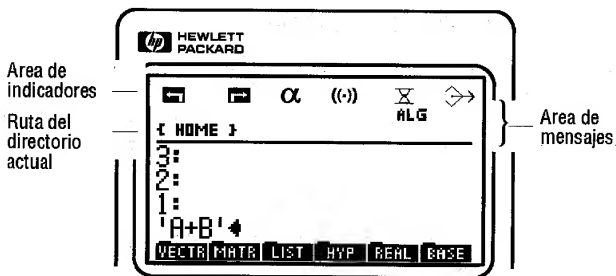 hp HEWLETT
PACKARD
Area de
indicadores
α ((·))
ALG
Ruta del
directorio
actual
{ HOME }
Area de
mensajes
3:
2:
1:
'A+B'
VECTR MATR LIST HYP REAL BASE